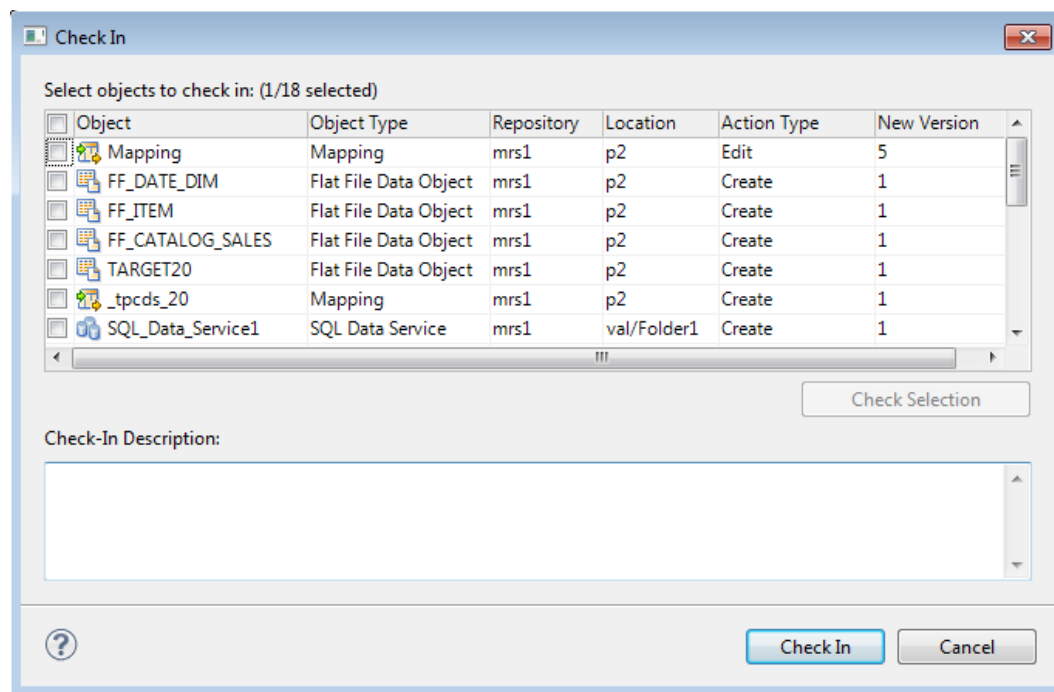 Check In
Select objects to check in: (1/18 selected)
Object Object Type Repository Location Action Type New Version
Mapping Mapping mrs1 p2 Edit 5
FF_DATE_DIM Flat File Data Object mrs1 p2 Create 1
FF_ITEM Flat File Data Object mrs1 p2 Create 1
FF_CATALOG_SALES Flat File Data Object mrs1 p2 Create 1
TARGET20 Flat File Data Object mrs1 p2 Create 1
_tpcds_20 Mapping mrs1 p2 Create 1
SQL_Data_Service1 SQL Data Service mrs1 val/Folder1 Create 1
Check Selection
Check-In Description:
?
Check In Cancel